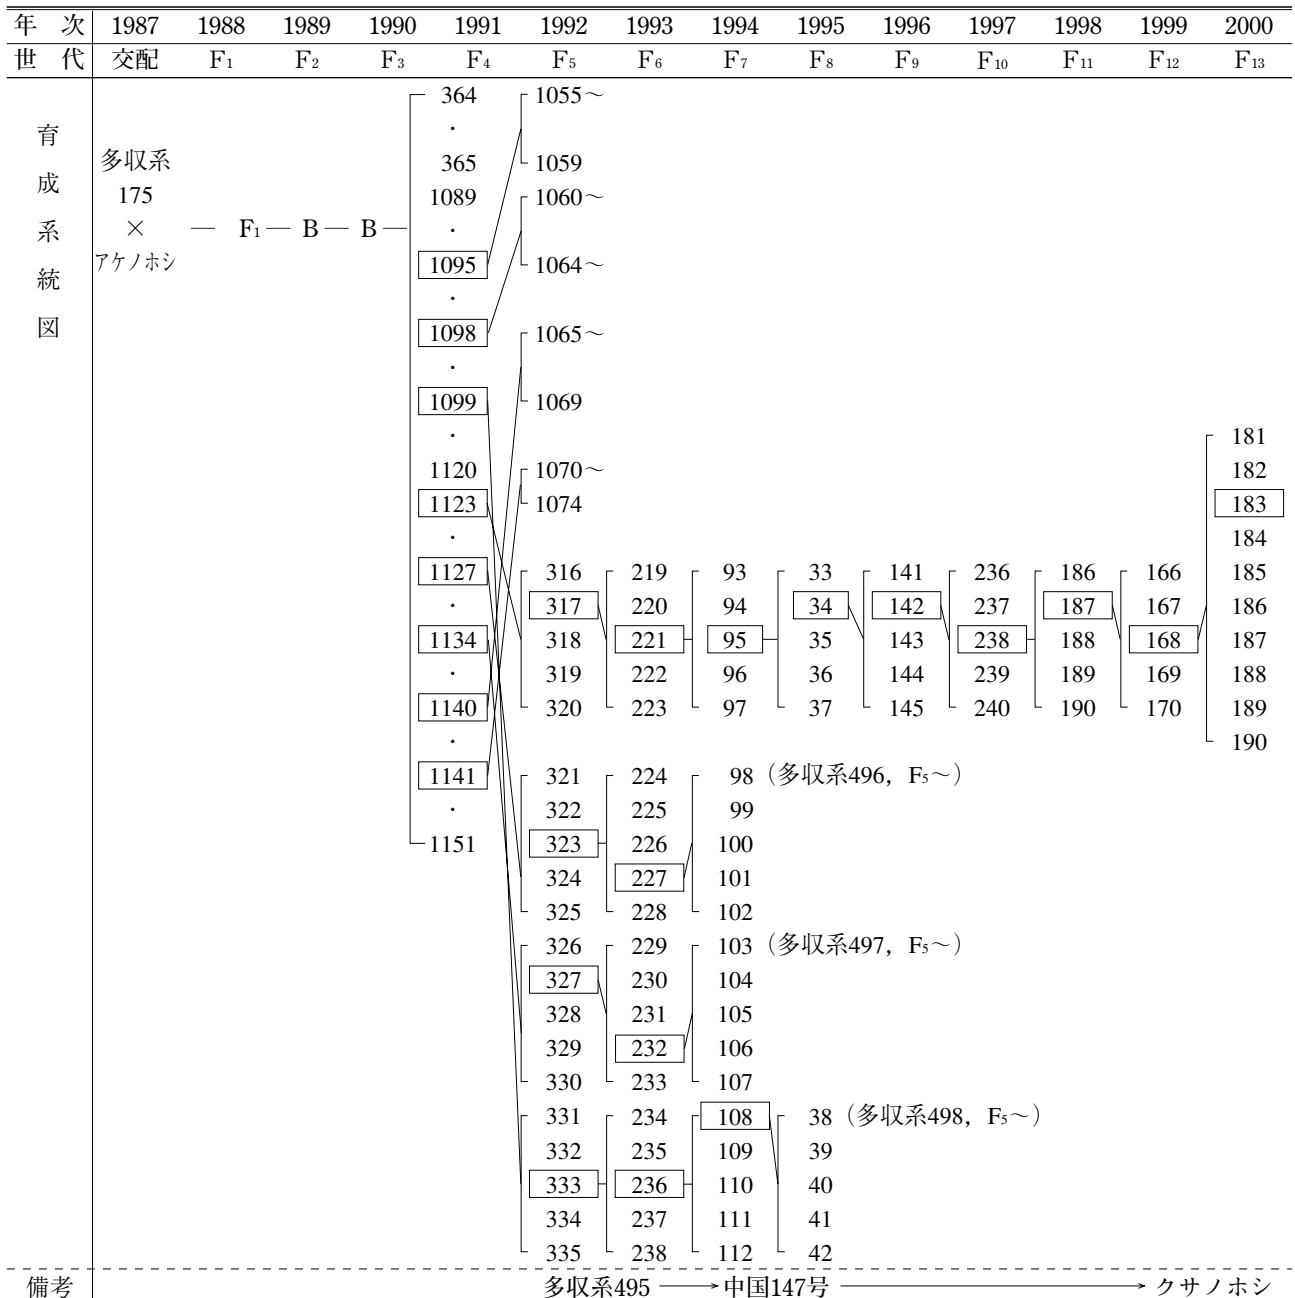 年 次 1987 1988 1989 1990 1991 1992 1993 1994 1995 1996 1997 1998 1999 2000
世 代 交配 F₁ F₂ F₃ F₄ F₅ F₆ F₇ F₈ F₉ F₁₀ F₁₁ F₁₂ F₁₃
育成系統図
多収系
175
×
アケノホシ
— F₁ — B — B —
364 1055～
・
365 1059
1089 1060～
・
1095 1064～
・
1098 1065～
・
1099 1069
・ 181
1120 1070～ 182
1123 1074 183
・ 184
1127 316 219 93 33 141 236 186 166 185
・ 317 220 94 34 142 237 187 167 186
1134 318 221 95 35 143 238 188 168 187
・ 319 222 96 36 144 239 189 169 188
1140 320 223 97 37 145 240 190 170 189
・ 190
1141 321 224 98（多収系496，F₅～）
・ 322 225 99
1151 323 226 100
324 227 101
325 228 102
326 229 103（多収系497，F₅～）
327 230 104
328 231 105
329 232 106
330 233 107
331 234 108 38（多収系498，F₅～）
332 235 109 39
333 236 110 40
334 237 111 41
335 238 112 42
備考 多収系495 → 中国147号 → クサノホシ